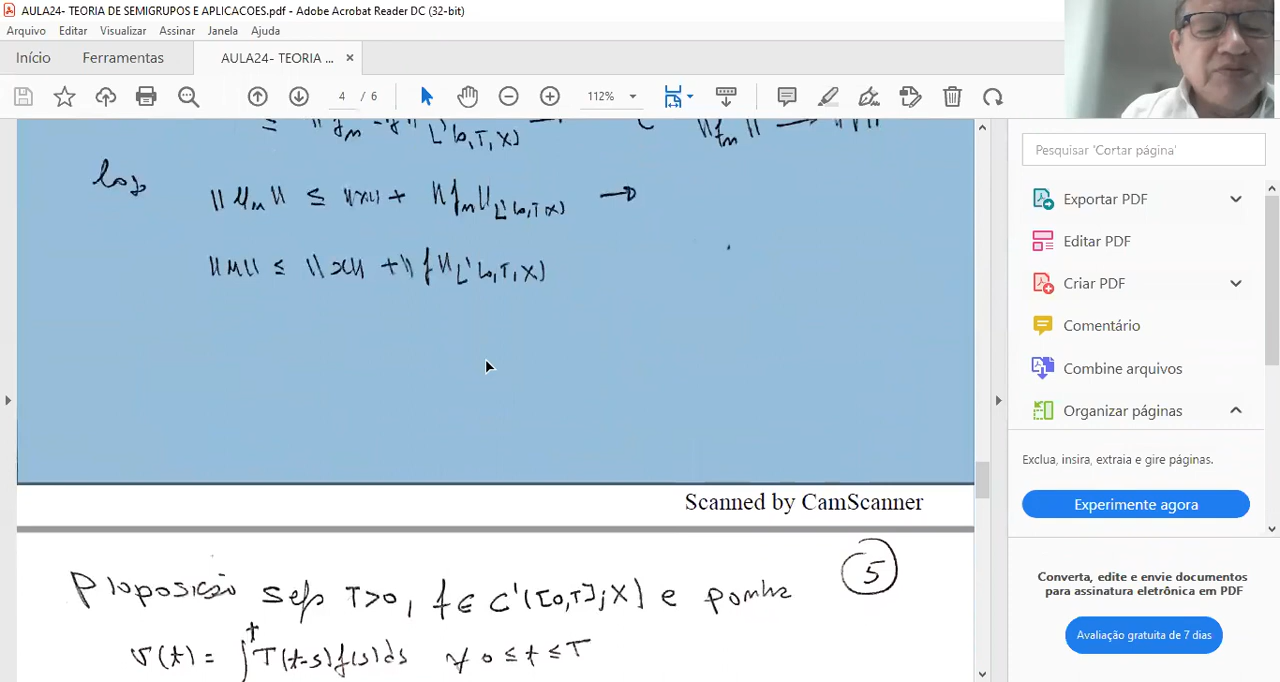 AULA24- TEORIA DE SEMIGRUPOS E APLICACOES.pdf - Adobe Acrobat Reader DC (32-bit)
Arquivo Editar Visualizar Assinar Janela Ajuda
Início Ferramentas AULA24- TEORIA ... ×
4 / 6 112%
‖u_n‖ ≤ ‖x‖ + ‖f_n‖_{L¹(0,T,X)} →
‖u‖ ≤ ‖x‖ + ‖f‖_{L¹(0,T,X)}
Scanned by CamScanner
Proposição seja T>0, f ∈ C¹([0,T];X) e ponha
5
v(t) = ∫^t T(t-s)f(s)ds ∀ 0 ≤ t ≤ T
Pesquisar 'Cortar página'
Exportar PDF
Editar PDF
Criar PDF
Comentário
Combine arquivos
Organizar páginas
Exclua, insira, extraia e gire páginas.
Experimente agora
Converta, edite e envie documentos
para assinatura eletrônica em PDF
Avaliação gratuita de 7 dias